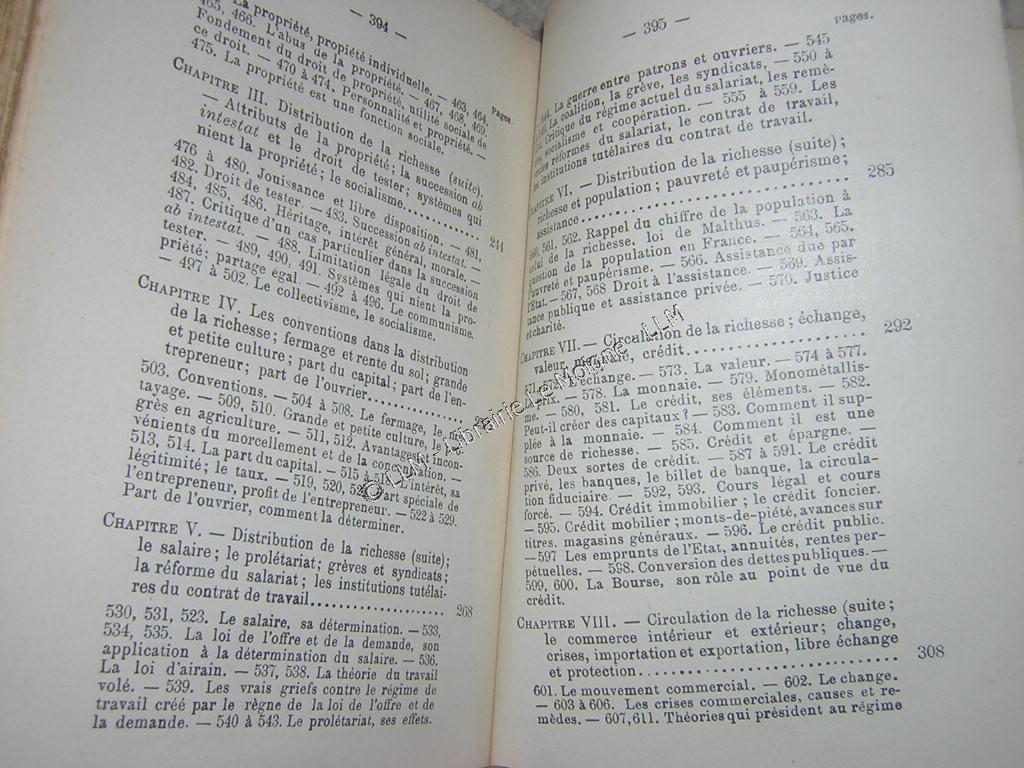 — 394 —
Pages.
La propriété, propiété individuelle. — 463, 464,
465, 466. L'abus de la propriété. — 467, 468, 469.
Fondement du droit de propriété, utilité sociale de
ce droit. — 470 à 474. Personnalité et propriété. —
475. La propriété est une fonction sociale.
CHAPITRE III. Distribution de la richesse (suite).
— Attributs de la propriété; la succession ab
intestat et le droit de tester; systèmes qui
nient la propriété; le socialisme.......... 244
476 à 480. Jouissance et libre disposition. — 481,
482. Droit de tester. — 483. Succession ab intestat. —
484, 485, 486. Héritage, intérêt général, morale. —
487. Critique d'un cas particulier dans la succession
ab intestat. — 488. Limitation légale du droit de
tester. — 489, 490, 491. Systèmes qui nient la pro-
priété; partage égal. — 492 à 496. Le communisme.
— 497 à 502. Le collectivisme, le socialisme.
CHAPITRE IV. Les conventions dans la distribution
de la richesse; fermage et rente du sol; grande
et petite culture; part du capital; part de l'en-
trepreneur; part de l'ouvrier..........
503. Conventions. — 504 à 508. Le fermage, le mé-
tayage. — 509, 510. Grande et petite culture, le pro-
grès en agriculture. — 511, 512. Avantages et incon-
vénients du morcellement et de la concentration. —
513, 514. La part du capital. — 515 à 518. L'intérêt, sa
légitimité; le taux. — 519, 520, 521. Part spéciale de
l'entrepreneur, profit de l'entrepreneur. — 522 à 529.
Part de l'ouvrier, comment la déterminer.
CHAPITRE V. — Distribution de la richesse (suite);
le salaire; le prolétariat; grèves et syndicats;
la réforme du salariat; les institutions tutélai-
res du contrat de travail.......... 268
530, 531, 523. Le salaire, sa détermination. — 533,
534, 535. La loi de l'offre et de la demande, son
application à la détermination du salaire. — 536.
La loi d'airain. — 537, 538. La théorie du travail
volé. — 539. Les vrais griefs contre le régime de
travail créé par le règne de la loi de l'offre et de
la demande. — 540 à 543. Le prolétariat, ses effets.
— 395 —
Pages.
544. La guerre entre patrons et ouvriers. — 545
à 549. La coalition, la grève, les syndicats, — 550 à
554. Critique du régime actuel du salariat, les remè-
des, socialisme et coopération. — 555 à 559. Les
réformes du salariat, le contrat de travail,
les institutions tutélaires du contrat de travail.
CHAPITRE VI. — Distribution de la richesse (suite);
richesse et population; pauvreté et paupérisme;
assistance.......... 285
560, 561, 562. Rappel du chiffre de la population à
celui de la richesse, loi de Malthus. — 563. La
question de la population en France. — 564, 565.
Pauvreté et paupérisme. — 566. Assistance due par
l'Etat. — 567, 568 Droit à l'assistance. — 569. Assis-
tance publique et assistance privée. — 570. Justice
et charité.
CHAPITRE VII. — Circulation de la richesse; échange,
valeur, monnaie, crédit.......... 292
571, 572. L'échange. — 573. La valeur. — 574 à 577.
Le prix. — 578. La monnaie. — 579. Monométallis-
me. — 580, 581. Le crédit, ses éléments. — 582.
Peut-il créer des capitaux? — 583. Comment il sup-
plée à la monnaie. — 584. Comment il est une
source de richesse. — 585. Crédit et épargne. —
586. Deux sortes de crédit. — 587 à 591. Le crédit
privé, les banques, le billet de banque, la circula-
tion fiduciaire. — 592, 593. Cours légal et cours
forcé. — 594. Crédit immobilier; le crédit foncier.
— 595. Crédit mobilier; monts-de-piété, avances sur
titres, magasins généraux. — 596. Le crédit public.
— 597 Les emprunts de l'Etat, annuités, rentes per-
pétuelles. — 598. Conversion des dettes publiques. —
599, 600. La Bourse, son rôle au point de vue du
crédit.
CHAPITRE VIII. — Circulation de la richesse (suite;
le commerce intérieur et extérieur; change,
crises, importation et exportation, libre échange
et protection.......... 308
601. Le mouvement commercial. — 602. Le change.
— 603 à 606. Les crises commerciales, causes et re-
mèdes. — 607, 611. Théories qui président au régime
© LLM - Librairie Le Moigne - LLM